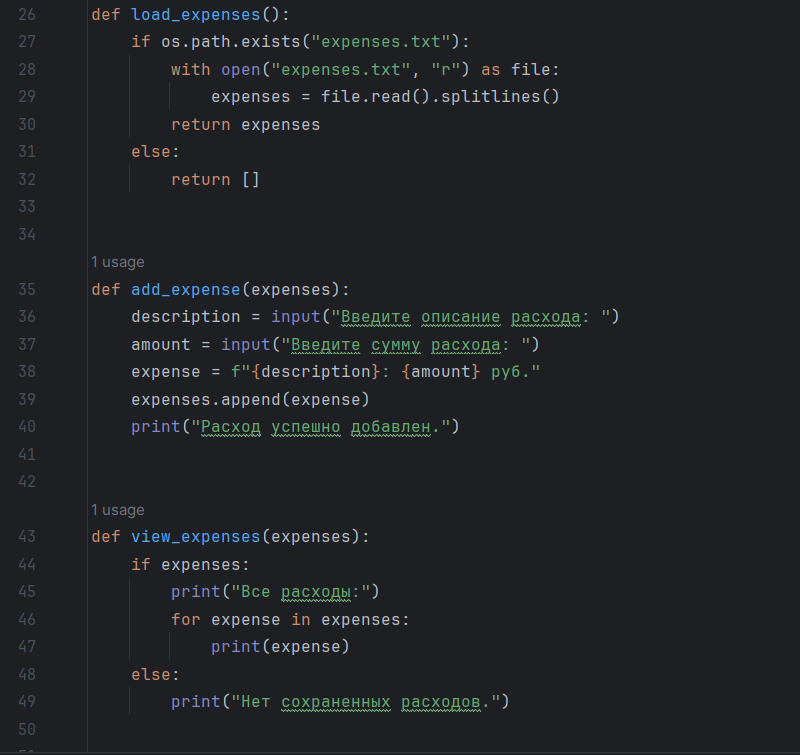 26 def load_expenses():
27     if os.path.exists("expenses.txt"):
28         with open("expenses.txt", "r") as file:
29             expenses = file.read().splitlines()
30         return expenses
31     else:
32         return []
33
34
1 usage
35 def add_expense(expenses):
36     description = input("Введите описание расхода: ")
37     amount = input("Введите сумму расхода: ")
38     expense = f"{description}: {amount} руб."
39     expenses.append(expense)
40     print("Расход успешно добавлен.")
41
42
1 usage
43 def view_expenses(expenses):
44     if expenses:
45         print("Все расходы:")
46         for expense in expenses:
47             print(expense)
48     else:
49         print("Нет сохраненных расходов.")
50